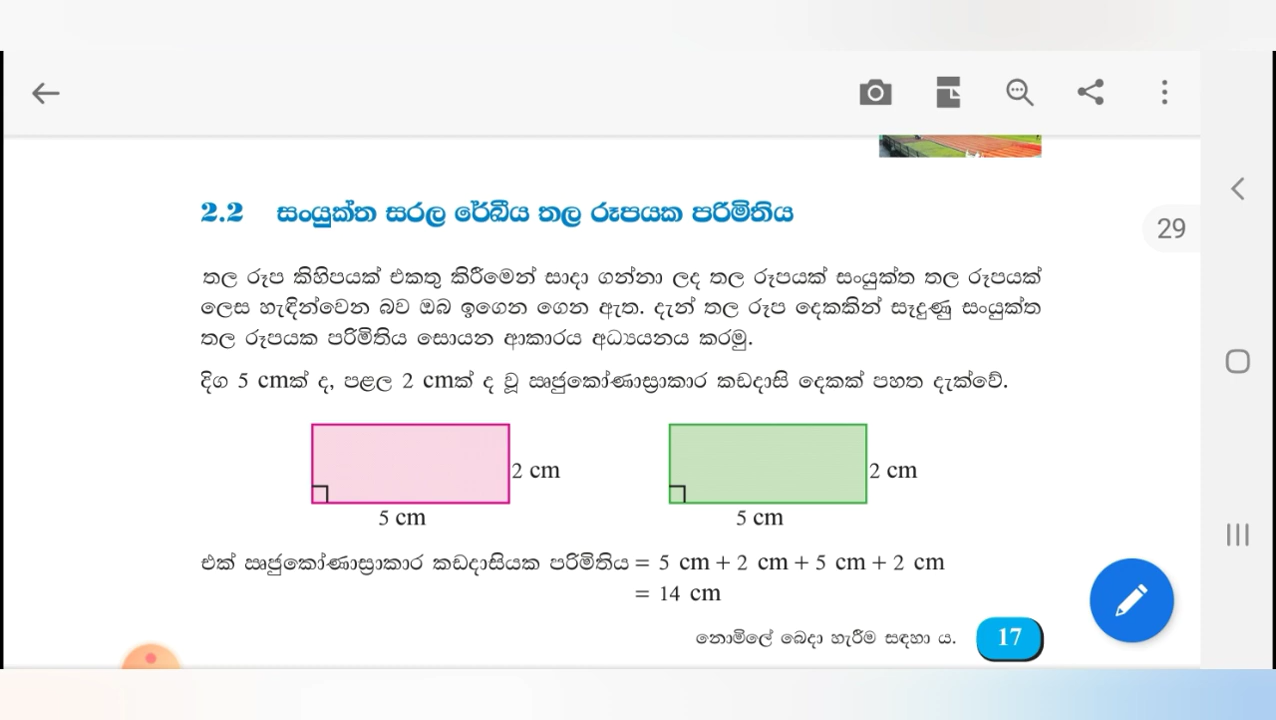 29
2.2 සංයුක්ත සරල රේඛීය තල රූපයක පරිමිතිය
තල රූප කිහිපයක් එකතු කිරීමෙන් සාදා ගන්නා ලද තල රූපයක් සංයුක්ත තල රූපයක්
ලෙස හැඳින්වෙන බව ඔබ ඉගෙන ගෙන ඇත. දැන් තල රූප දෙකකින් සෑදුණු සංයුක්ත
තල රූපයක පරිමිතිය සොයන ආකාරය අධ්‍යයනය කරමු.
දිග 5 cmක් ද, පළල 2 cmක් ද වූ ඍජුකෝණාස්‍රාකාර කඩදාසි දෙකක් පහත දැක්වේ.
2 cm 2 cm
5 cm 5 cm
එක් ඍජුකෝණාස්‍රාකාර කඩදාසියක පරිමිතිය = 5 cm + 2 cm + 5 cm + 2 cm
= 14 cm
නොමිලේ බෙදා හැරීම සඳහා ය. 17